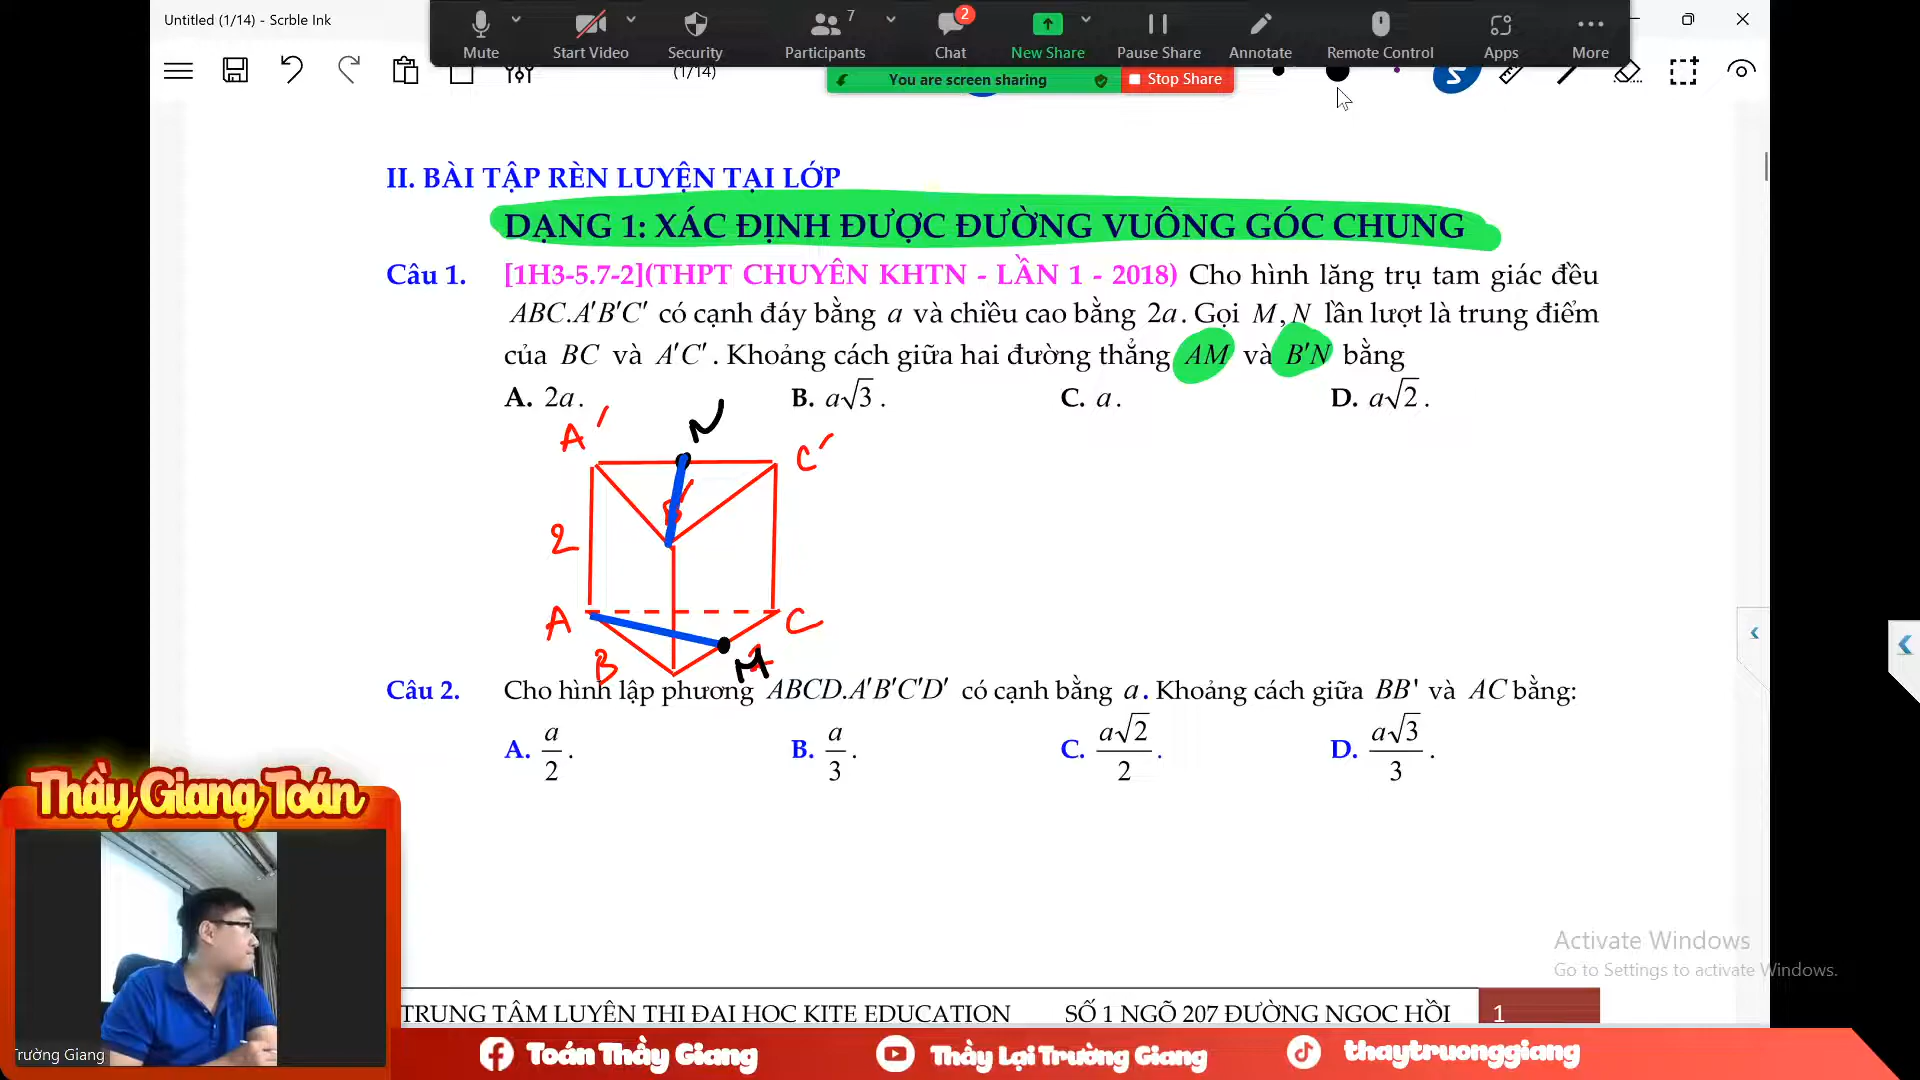 Untitled (1/14) - Scrble Ink
Mute
Start Video
Security
7
Participants
2
Chat
New Share
Pause Share
Annotate
Remote Control
Apps
More
(1/14)
You are screen sharing
Stop Share
II. BÀI TẬP RÈN LUYỆN TẠI LỚP
DẠNG 1: XÁC ĐỊNH ĐƯỢC ĐƯỜNG VUÔNG GÓC CHUNG
Câu 1. [1H3-5.7-2](THPT CHUYÊN KHTN - LẦN 1 - 2018) Cho hình lăng trụ tam giác đều
ABC.A'B'C' có cạnh đáy bằng a và chiều cao bằng 2a. Gọi M, N lần lượt là trung điểm
của BC và A'C'. Khoảng cách giữa hai đường thẳng AM và B'N bằng
A. 2a. B. a√3. C. a. D. a√2.
A' N C'
B'
2
A C
B M
Câu 2. Cho hình lập phương ABCD.A'B'C'D' có cạnh bằng a. Khoảng cách giữa BB' và AC bằng:
A. a/2. B. a/3. C. a√2/2. D. a√3/3.
Thầy Giang Toán
Trường Giang
Activate Windows
Go to Settings to activate Windows.
TRUNG TÂM LUYỆN THI ĐẠI HỌC KITE EDUCATION SỐ 1 NGÕ 207 ĐƯỜNG NGỌC HỒI 1
Toán Thầy Giang Thầy Lại Trường Giang thaytruonggiang